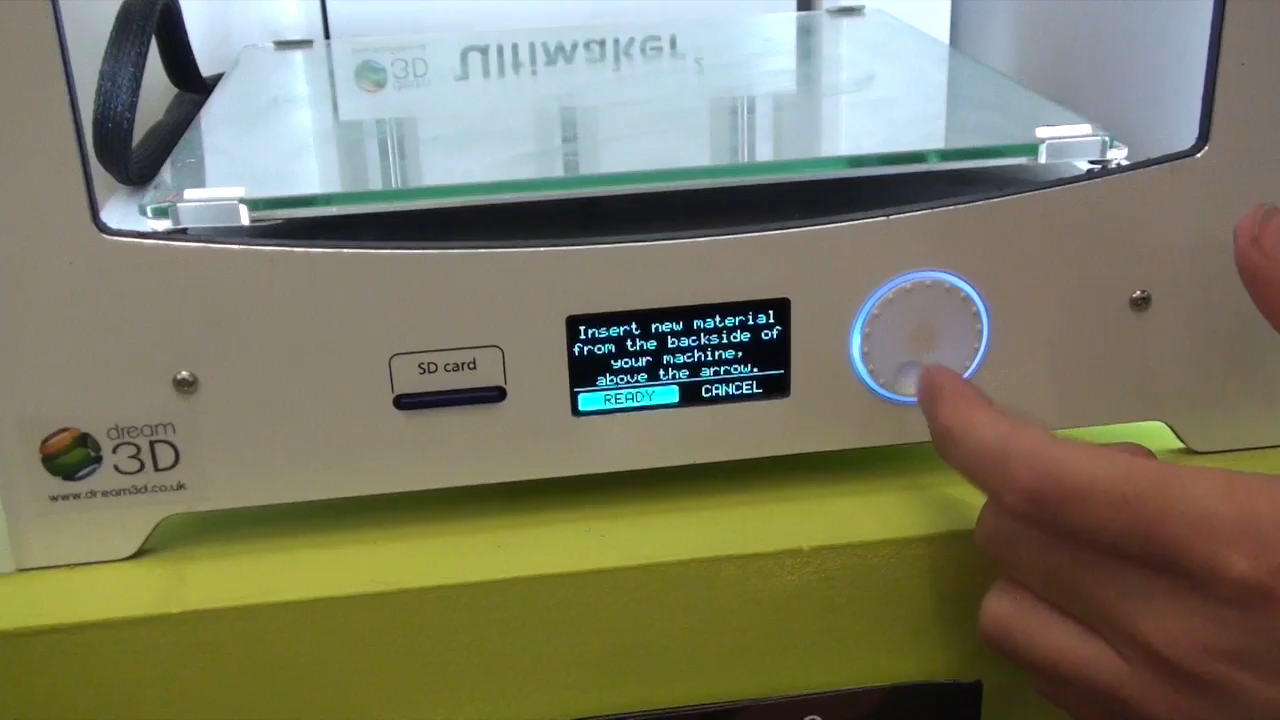 3D
Ultimaker 2
Insert new material
from the backside of
your machine,
above the arrow.
READY CANCEL
SD card
dream
3D
www.dream3d.co.uk